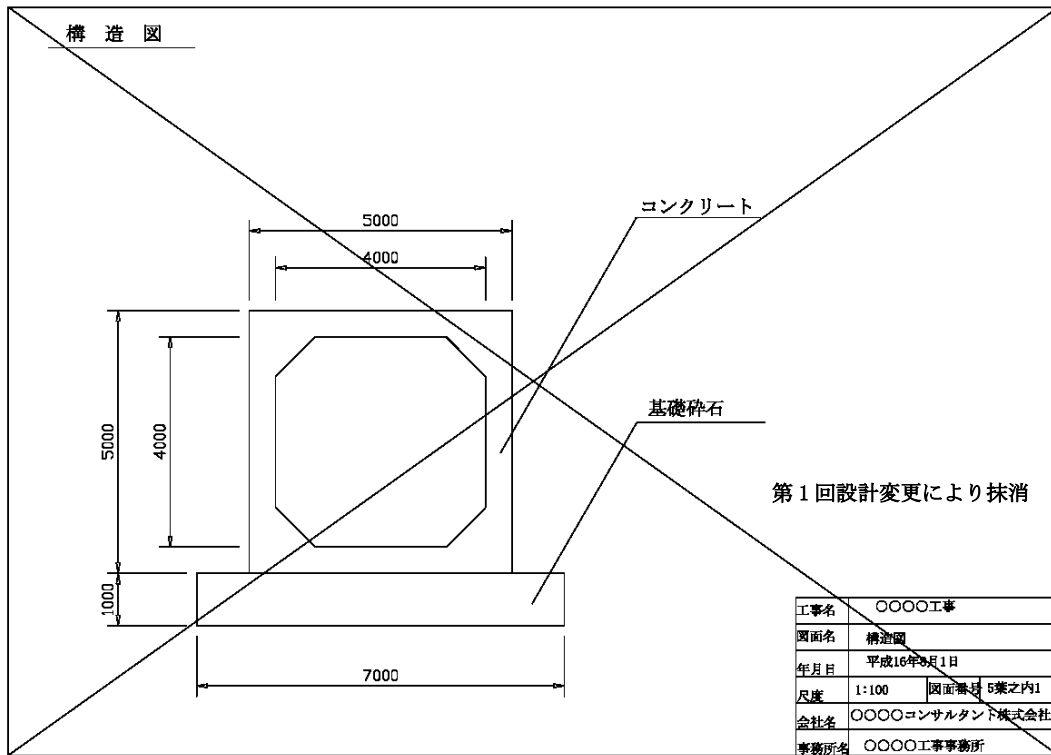 構 造 図
5000
4000
コンクリート
基礎砕石
5000
4000
1000
7000
第1回設計変更により抹消
工事名 〇〇〇〇工事
図面名 構造図
年月日 平成16年 月1日
尺度 1:100 図面番号 5葉之内1
会社名 〇〇〇〇コンサルタント株式会社
事務所名 〇〇〇〇工事事務所